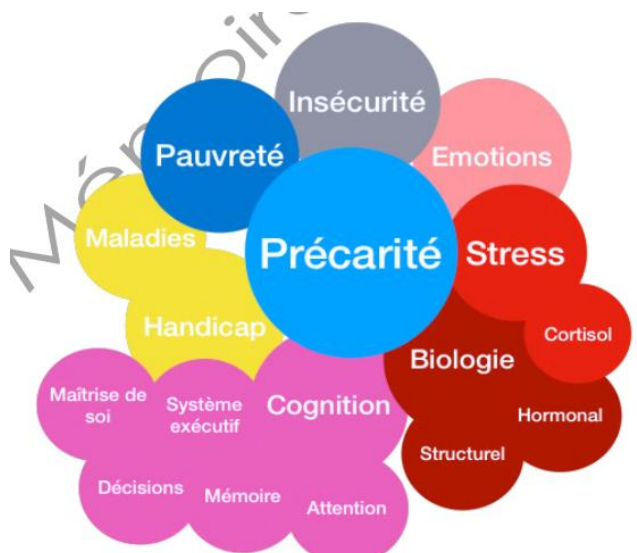 Mémoire
Insécurité
Pauvreté
Emotions
Maladies
Précarité
Stress
Handicap
Cortisol
Biologie
Maîtrise de
soi
Système
exécutif
Cognition
Hormonal
Structurel
Décisions
Mémoire
Attention